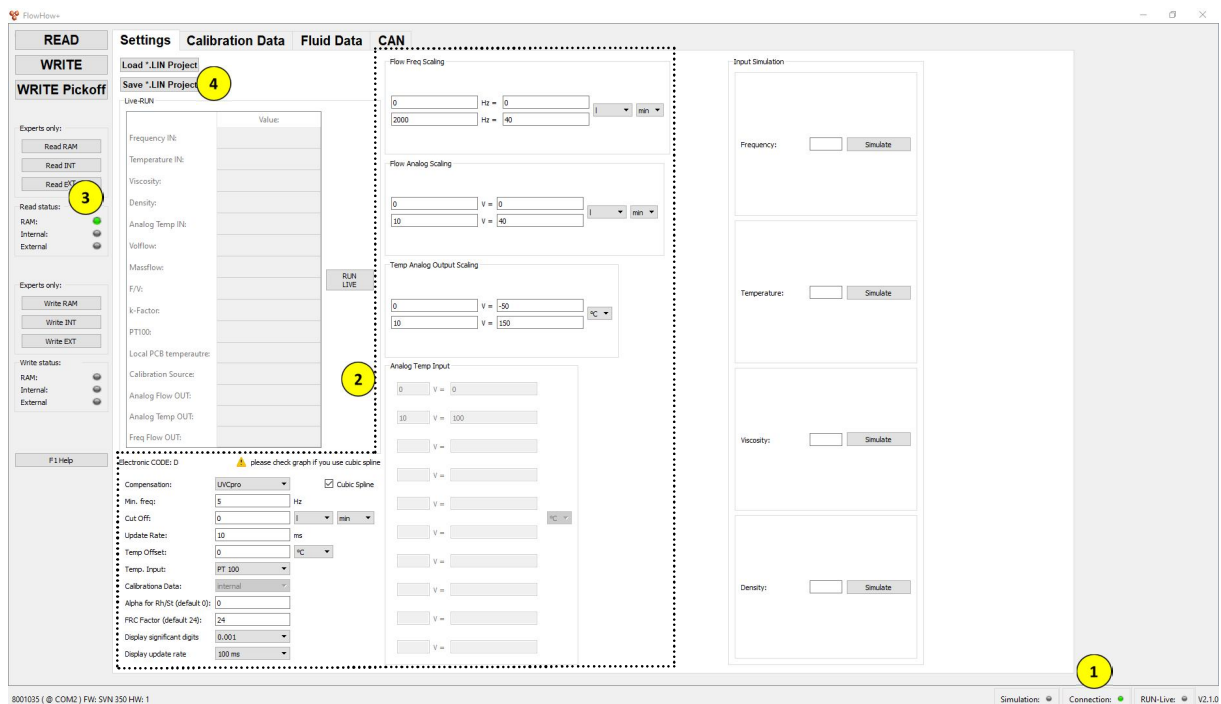 FlowHow+
READ
WRITE
WRITE Pickoff
Experts only:
Read RAM
Read INT
Read EXT
3
Read status:
RAM:
Internal:
External
Experts only:
Write RAM
Write INT
Write EXT
Write status:
RAM:
Internal:
External
F1 Help
Settings Calibration Data Fluid Data CAN
Load *.LIN Project
Save *.LIN Project
4
Live-RUN
Value:
Frequency IN:
Temperature IN:
Viscosity:
Density:
Analog Temp IN:
Volflow:
Massflow:
F/V:
k-Factor:
PT100:
Local PCB temperautre:
Calibration Source:
Analog Flow OUT:
Analog Temp OUT:
Freq Flow OUT:
RUN
LIVE
2
Electronic CODE: D please check graph if you use cubic spline
Compensation: UVCpro Cubic Spline
Min. freq: 5 Hz
Cut Off: 0 l min
Update Rate: 10 ms
Temp Offset: 0 °C
Temp. Input: PT 100
Calibrationa Data: internal
Alpha for Rh/St (default 0): 0
FRC Factor (default 24): 24
Display significant digits 0.001
Display update rate 100 ms
Flow Freq Scaling
0 Hz = 0
2000 Hz = 40
l min
Flow Analog Scaling
0 V = 0
10 V = 40
l min
Temp Analog Output Scaling
0 V = -50
10 V = 150
°C
Analog Temp Input
0 V = 0
10 V = 100
V =
V =
V =
V =
V =
V =
V =
V =
°C
Input Simulation
Frequency: Simulate
Temperature: Simulate
Viscosity: Simulate
Density: Simulate
1
8001035 ( @ COM2 ) FW: SVN 350 HW: 1
Simulation: Connection: RUN-Live: V2.1.0